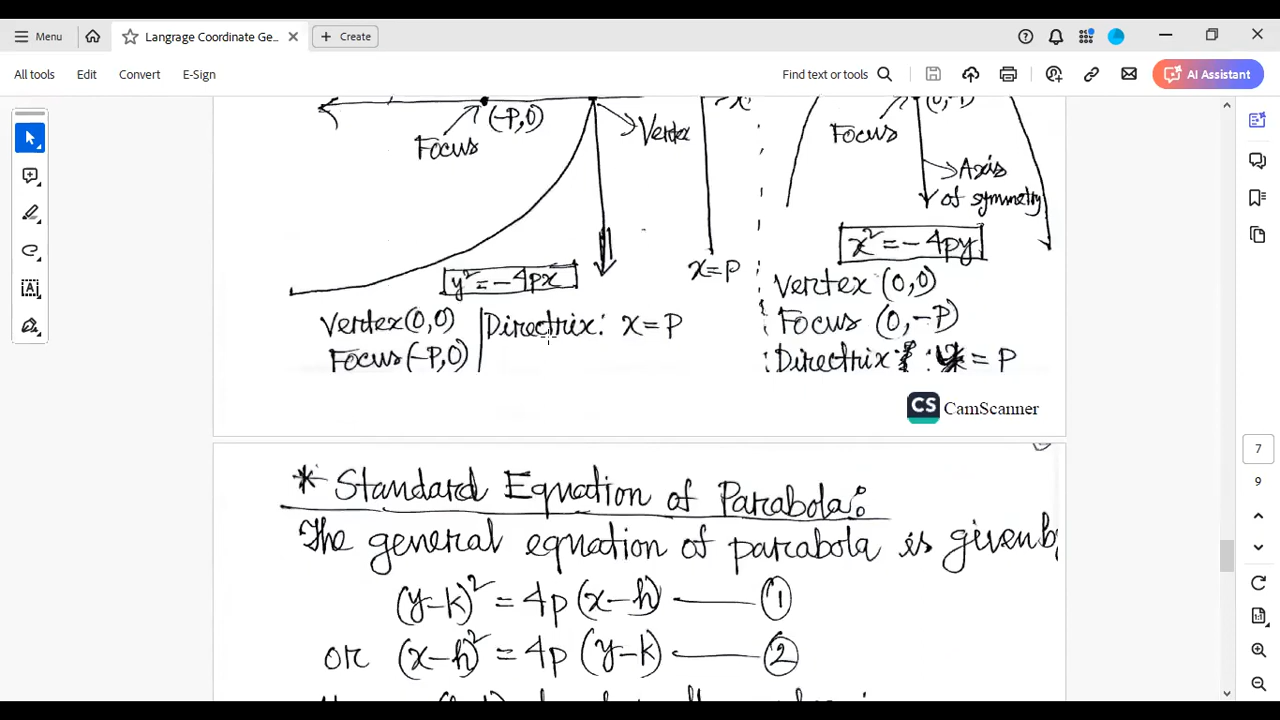 Menu
Langrage Coordinate Ge...
Create
All tools
Edit
Convert
E-Sign
Find text or tools
AI Assistant
(-P,0)
Focus
Vertex
y² = -4px
x=P
Vertex (0,0)
Focus (-P,0)
Directrix: x = P
Focus
Axis
of symmetry
x² = -4py
Vertex (0,0)
Focus (0,-P)
Directrix : = P
CS CamScanner
* Standard Equation of Parabola:
The general equation of parabola is given
(y-k)² = 4p (x-h) —— ①
or (x-h)² = 4p (y-k) —— ②
7
9